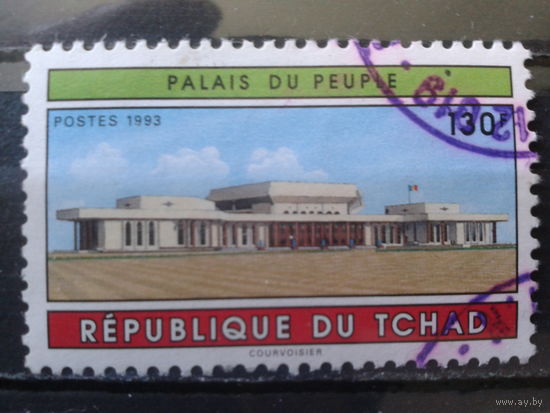 PALAIS DU PEUPLE
POSTES 1993
130F
RÉPUBLIQUE DU TCHAD
COURVOISIER
www.ay.by